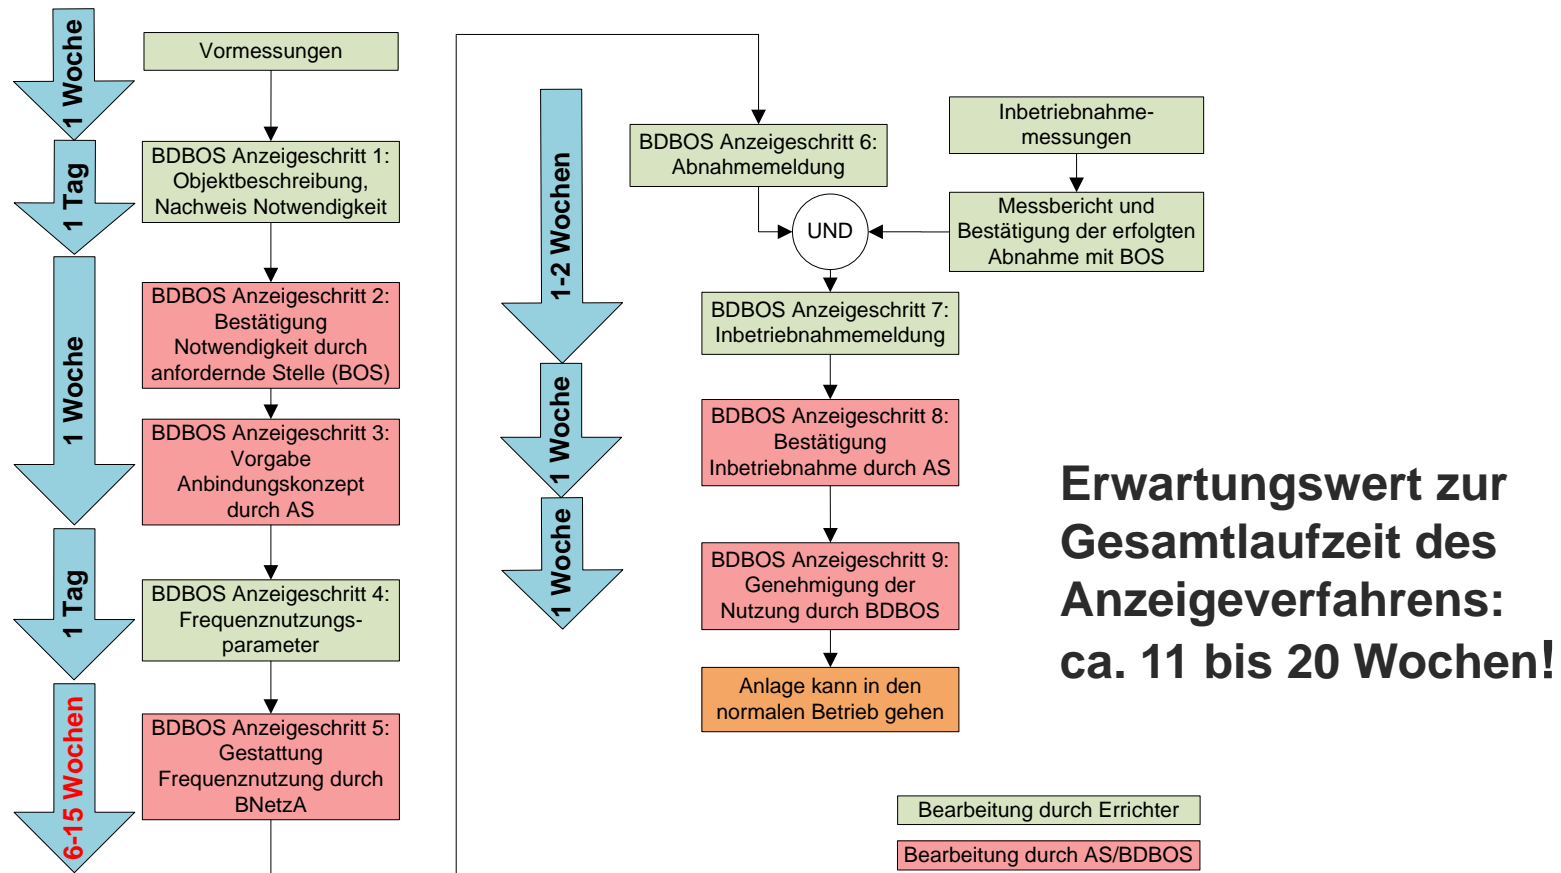 1 Woche
Vormessungen
1 Tag
BDBOS Anzeigeschritt 1:
Objektbeschreibung,
Nachweis Notwendigkeit
1 Woche
BDBOS Anzeigeschritt 2:
Bestätigung
Notwendigkeit durch
anfordernde Stelle (BOS)
BDBOS Anzeigeschritt 3:
Vorgabe
Anbindungskonzept
durch AS
1 Tag
BDBOS Anzeigeschritt 4:
Frequenznutzungs-
parameter
6-15 Wochen
BDBOS Anzeigeschritt 5:
Gestattung
Frequenznutzung durch
BNetzA
1-2 Wochen
BDBOS Anzeigeschritt 6:
Abnahmemeldung
Inbetriebnahme-
messungen
Messbericht und
Bestätigung der erfolgten
Abnahme mit BOS
UND
BDBOS Anzeigeschritt 7:
Inbetriebnahmemeldung
1 Woche
BDBOS Anzeigeschritt 8:
Bestätigung
Inbetriebnahme durch AS
1 Woche
BDBOS Anzeigeschritt 9:
Genehmigung der
Nutzung durch BDBOS
Anlage kann in den
normalen Betrieb gehen
Erwartungswert zur
Gesamtlaufzeit des
Anzeigeverfahrens:
ca. 11 bis 20 Wochen!
Bearbeitung durch Errichter
Bearbeitung durch AS/BDBOS